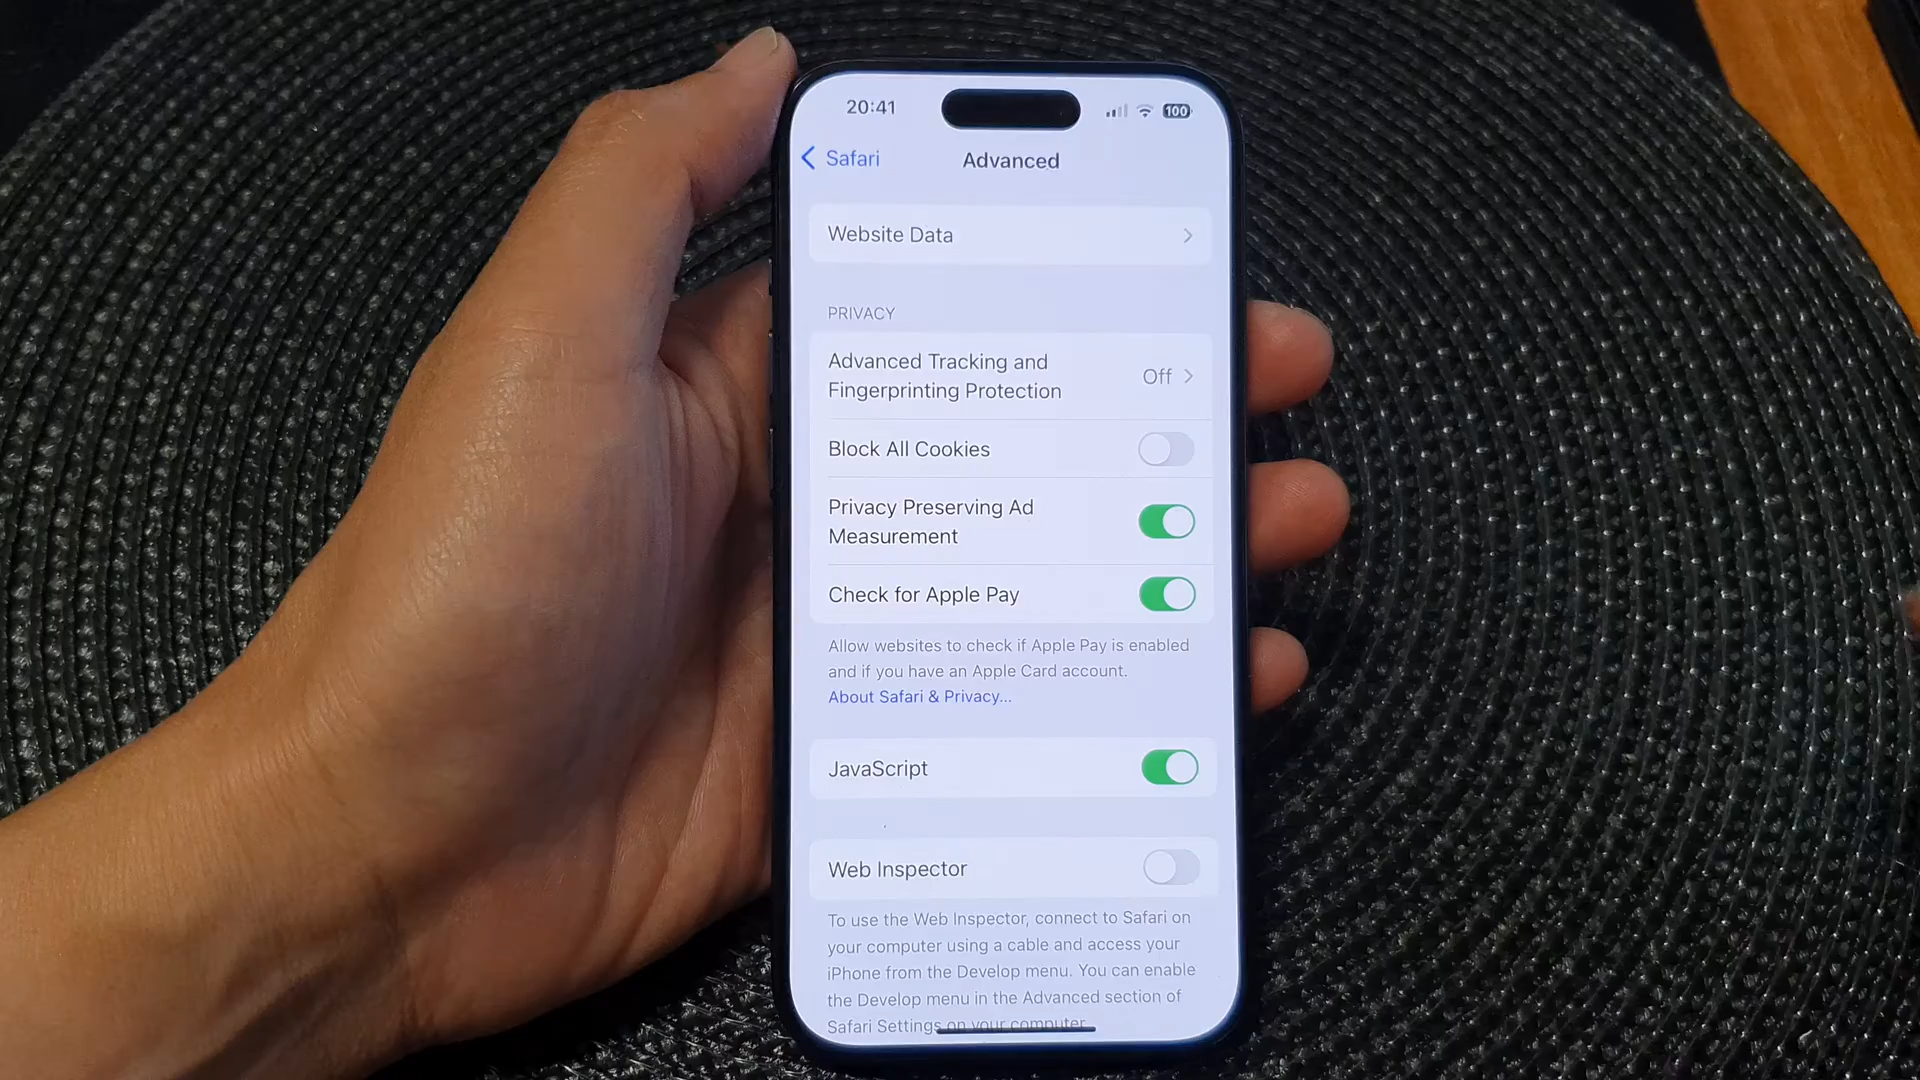 20:41
100
Safari
Advanced
Website Data
PRIVACY
Advanced Tracking and
Fingerprinting Protection
Off
Block All Cookies
Privacy Preserving Ad
Measurement
Check for Apple Pay
Allow websites to check if Apple Pay is enabled
and if you have an Apple Card account.
About Safari & Privacy...
JavaScript
Web Inspector
To use the Web Inspector, connect to Safari on
your computer using a cable and access your
iPhone from the Develop menu. You can enable
the Develop menu in the Advanced section of
Safari Settings on your computer.